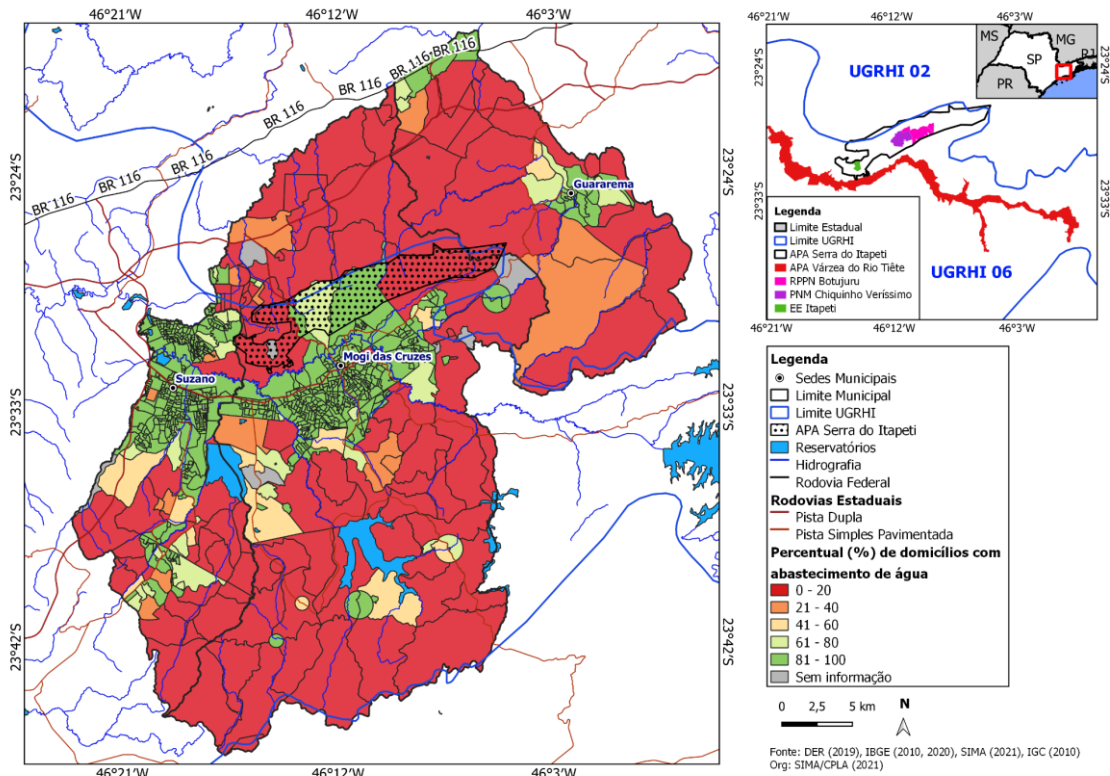 46°21'W 46°12'W 46°3'W
23°24'S
23°33'S
23°42'S
23°24'S
23°33'S
23°42'S
46°21'W 46°12'W 46°3'W
BR 116
BR 116
BR 116
BR 116
BR 116
BR 116
BR 116
BR 116
Guararema
Mogi das Cruzes
Suzano
46°21'W 46°12'W 46°3'W
23°24'S
23°33'S
23°24'S
23°33'S
46°21'W 46°12'W 46°3'W
MS
MG
SP
RJ
PR
UGRHI 02
UGRHI 06
Legenda
Limite Estadual
Limite UGRHI
APA Serra do Itapeti
APA Várzea do Rio Tiête
RPPN Botujuru
PNM Chiquinho Veríssimo
EE Itapeti
Legenda
Sedes Municipais
Limite Municipal
Limite UGRHI
APA Serra do Itapeti
Reservatórios
Hidrografia
Rodovia Federal
Rodovias Estaduais
Pista Dupla
Pista Simples Pavimentada
Percentual (%) de domicílios com
abastecimento de água
0 - 20
21 - 40
41 - 60
61 - 80
81 - 100
Sem informação
0 2,5 5 km
N
Fonte: DER (2019), IBGE (2010, 2020), SIMA (2021), IGC (2010)
Org: SIMA/CPLA (2021)